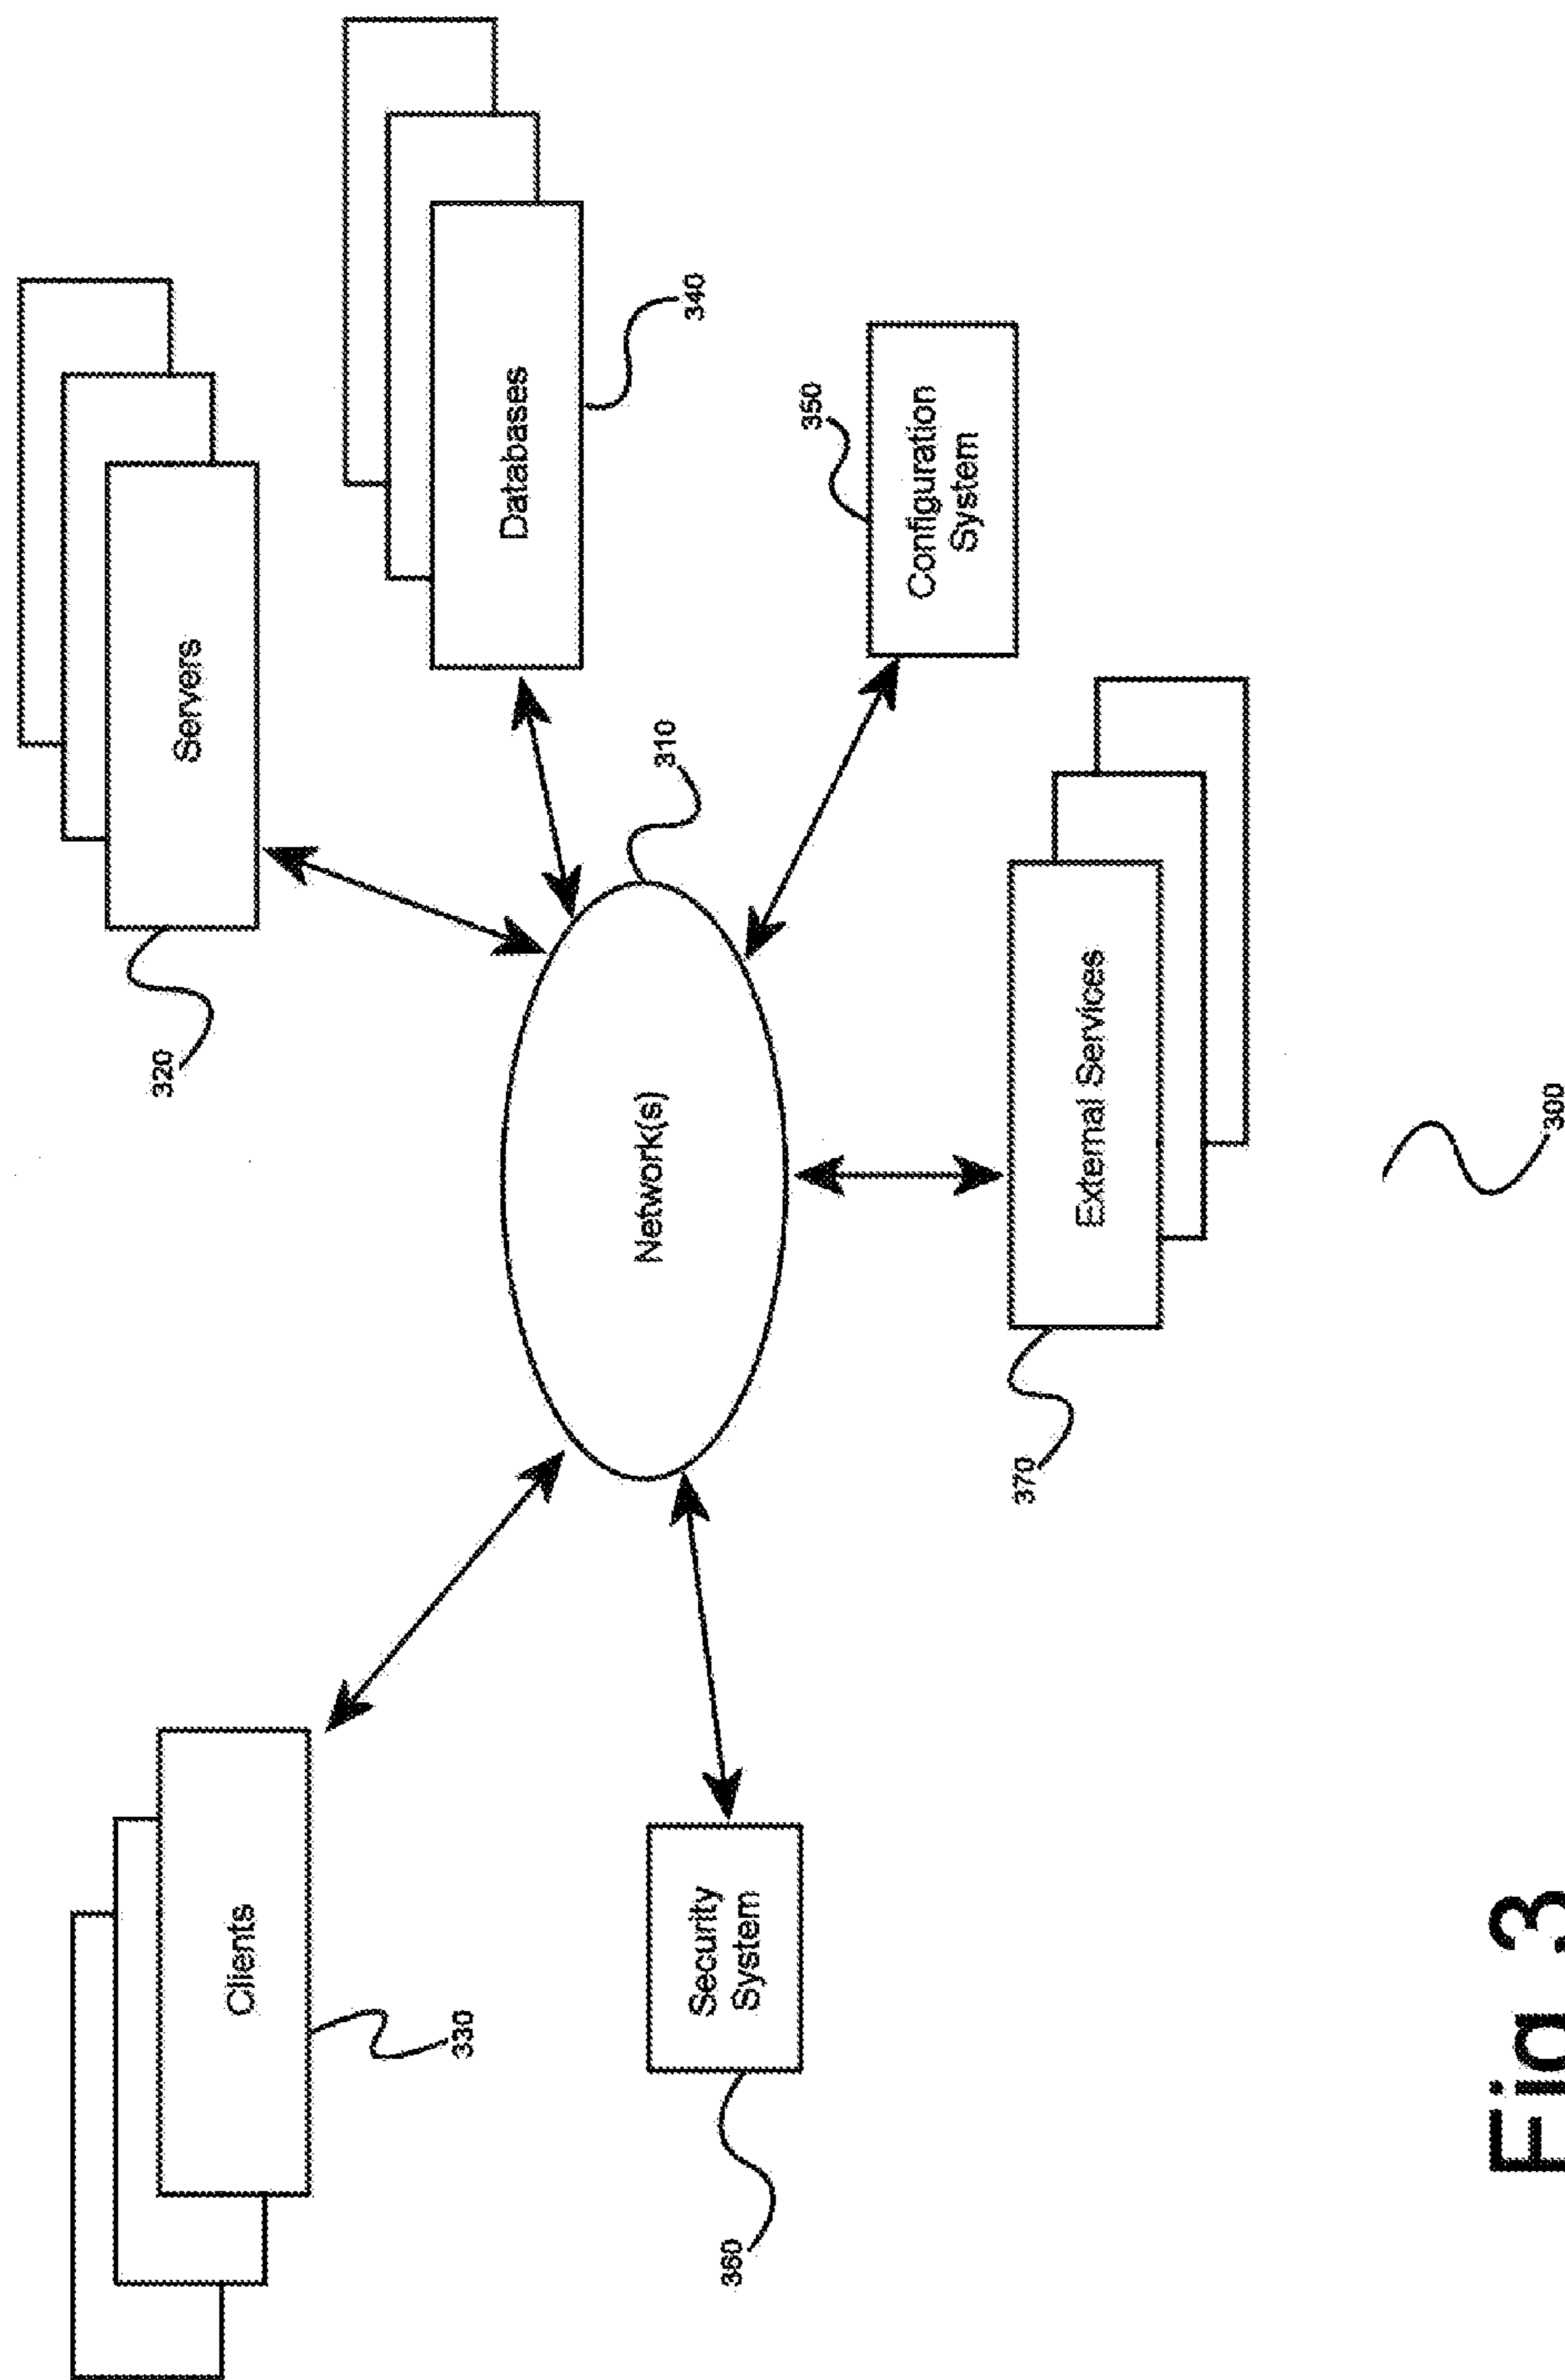 Clients
330
Servers
320
Databases
340
Network(s)
310
Security
System
360
Configuration
System
350
External Services
370
300
Fig. 3